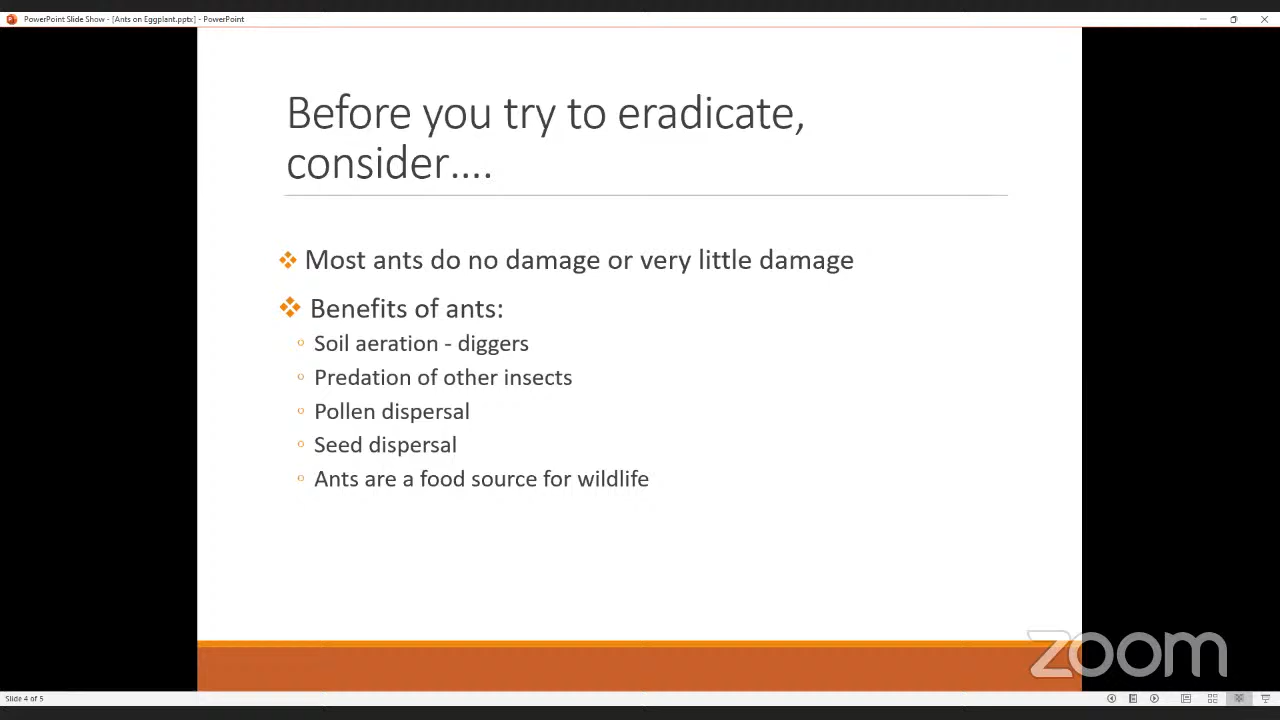 PowerPoint Slide Show - [Ants on Eggplant.pptx] - PowerPoint
Before you try to eradicate,
consider....
Most ants do no damage or very little damage
Benefits of ants:
Soil aeration - diggers
Predation of other insects
Pollen dispersal
Seed dispersal
Ants are a food source for wildlife
zoom
Slide 4 of 5